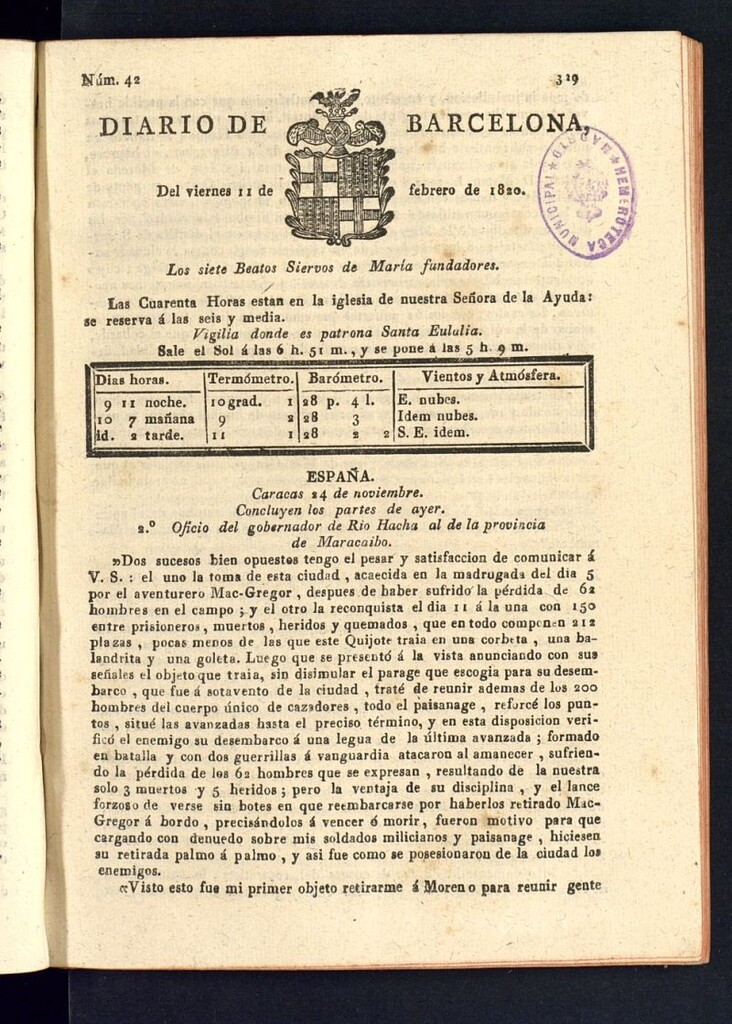 Núm. 42 319
DIARIO DE BARCELONA,
Del viernes 11 de febrero de 1820.
HEMEROTECA MUNICIPAL MADRID
Los siete Beatos Siervos de María fundadores.
Las Cuarenta Horas estan en la iglesia de nuestra Señora de la Ayuda:
se reserva á las seis y media.
Vigilia donde es patrona Santa Eulalia.
Sale el Sol á las 6 h. 51 m., y se pone á las 5 h. 9 m.
Dias horas. Termómetro. Barómetro. Vientos y Atmósfera.
9 11 noche. 10 grad. 1 28 p. 4 l. E. nubes.
10 7 mañana 9 2 28 3 Idem nubes.
id. 2 tarde. 11 1 28 2 2 S. E. idem.
ESPAÑA.
Caracas 24 de noviembre.
Concluyen los partes de ayer.
2.º Oficio del gobernador de Rio Hacha al de la provincia
de Maracaibo.
»Dos sucesos bien opuestos tengo el pesar y satisfaccion de comunicar á
V. S. : el uno la toma de esta ciudad , acaecida en la madrugada del dia 5
por el aventurero Mac-Gregor , despues de haber sufrido la pérdida de 62
hombres en el campo ; y el otro la reconquista el dia 11 á la una con 150
entre prisioneros , muertos , heridos y quemados , que en todo componen 212
plazas , pocas menos de las que este Quijote traia en una corbeta , una ba-
landrita y una goleta. Luego que se presentó á la vista anunciando con sus
señales el objeto que traia, sin disimular el parage que escogia para su desem-
barco , que fue á sotavento de la ciudad , traté de reunir ademas de los 200
hombres del cuerpo único de cazadores , todo el paisanage , reforcé los pun-
tos , situé las avanzadas hasta el preciso término, y en esta disposicion veri-
ficó el enemigo su desembarco á una legua de la última avanzada ; formado
en batalla y con dos guerrillas á vanguardia atacaron al amanecer , sufrien-
do la pérdida de los 62 hombres que se expresan , resultando de la nuestra
solo 3 muertos y 5 heridos ; pero la ventaja de su disciplina , y el lance
forzoso de verse sin botes en que reembarcarse por haberlos retirado Mac-
Gregor á bordo , precisándolos á vencer ó morir , fueron motivo para que
cargando con denuedo sobre mis soldados milicianos y paisanage , hiciesen
su retirada palmo á palmo , y asi fue como se posesionaron de la ciudad los
enemigos.
«Visto esto fue mi primer objeto retirarme á Moreno para reunir gente